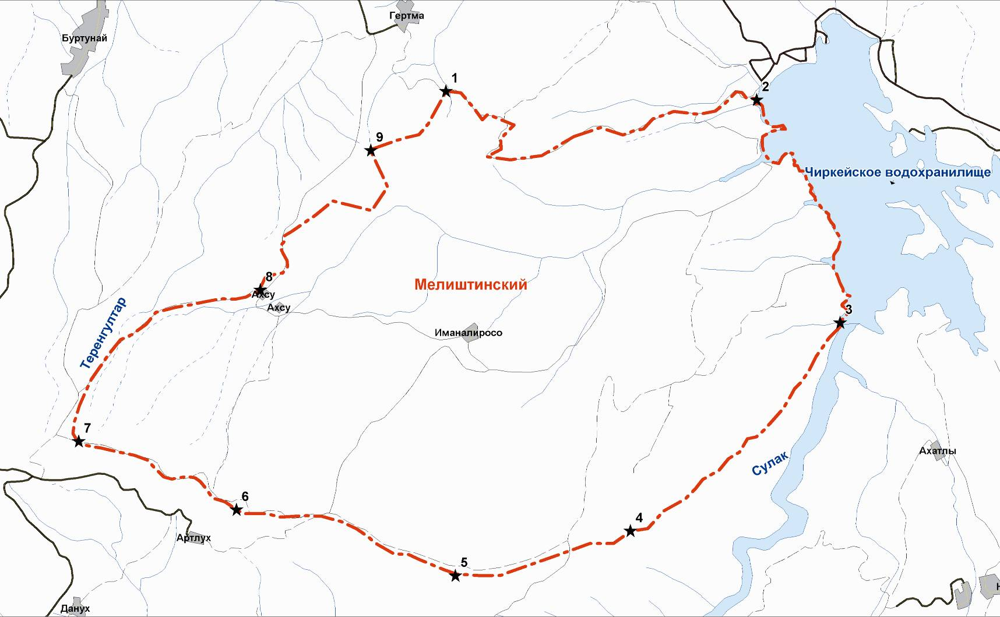 Гертма
Буртунай
1
2
9
Чиркейское водохранилище
8
Мелиштинский
Ахсу
Ахсу
3
Теренгултар
Иманалиросо
7
Ахатлы
Сулак
6
4
Артлух
5
Данух